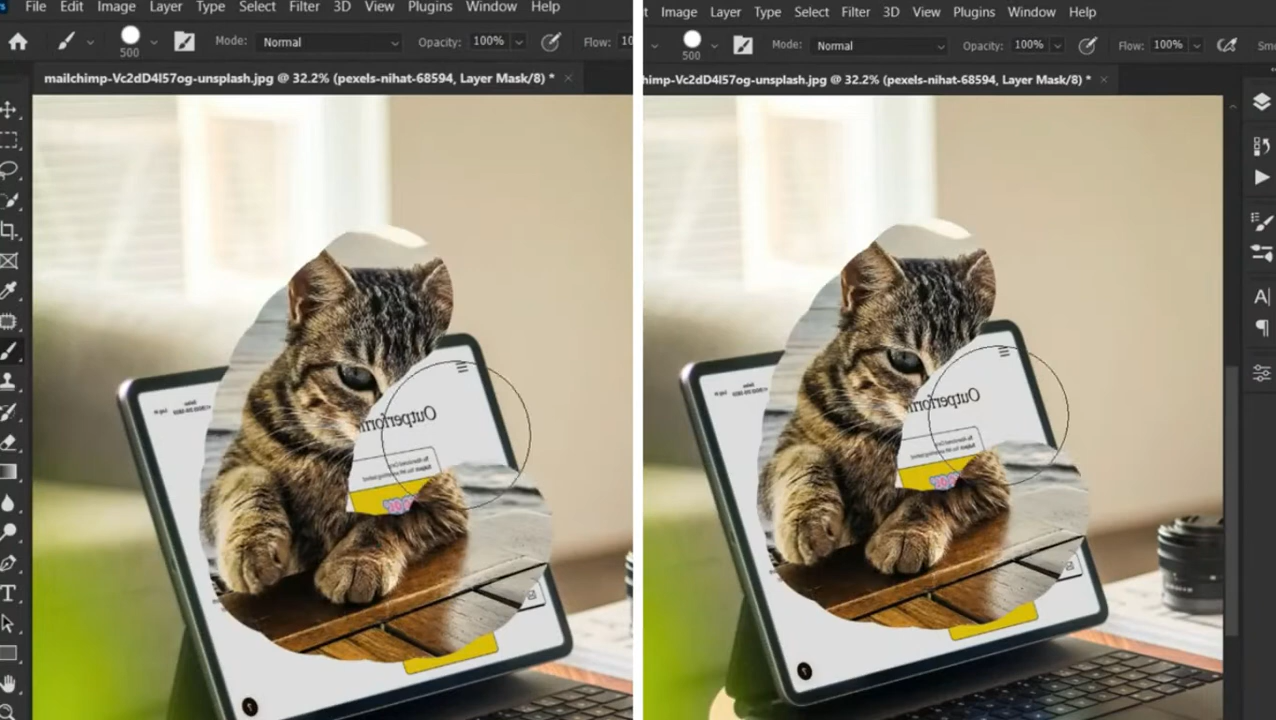 File Edit Image Layer Type Select Filter 3D View Plugins Window Help
500 Mode: Normal Opacity: 100% Flow: 10
mailchimp-Vc2dD4l57og-unsplash.jpg @ 32.2% (pexels-nihat-68594, Layer Mask/8) *
Outperform
t Image Layer Type Select Filter 3D View Plugins Window Help
500 Mode: Normal Opacity: 100% Flow: 100% Smo
himp-Vc2dD4l57og-unsplash.jpg @ 32.2% (pexels-nihat-68594, Layer Mask/8) *
Outperform